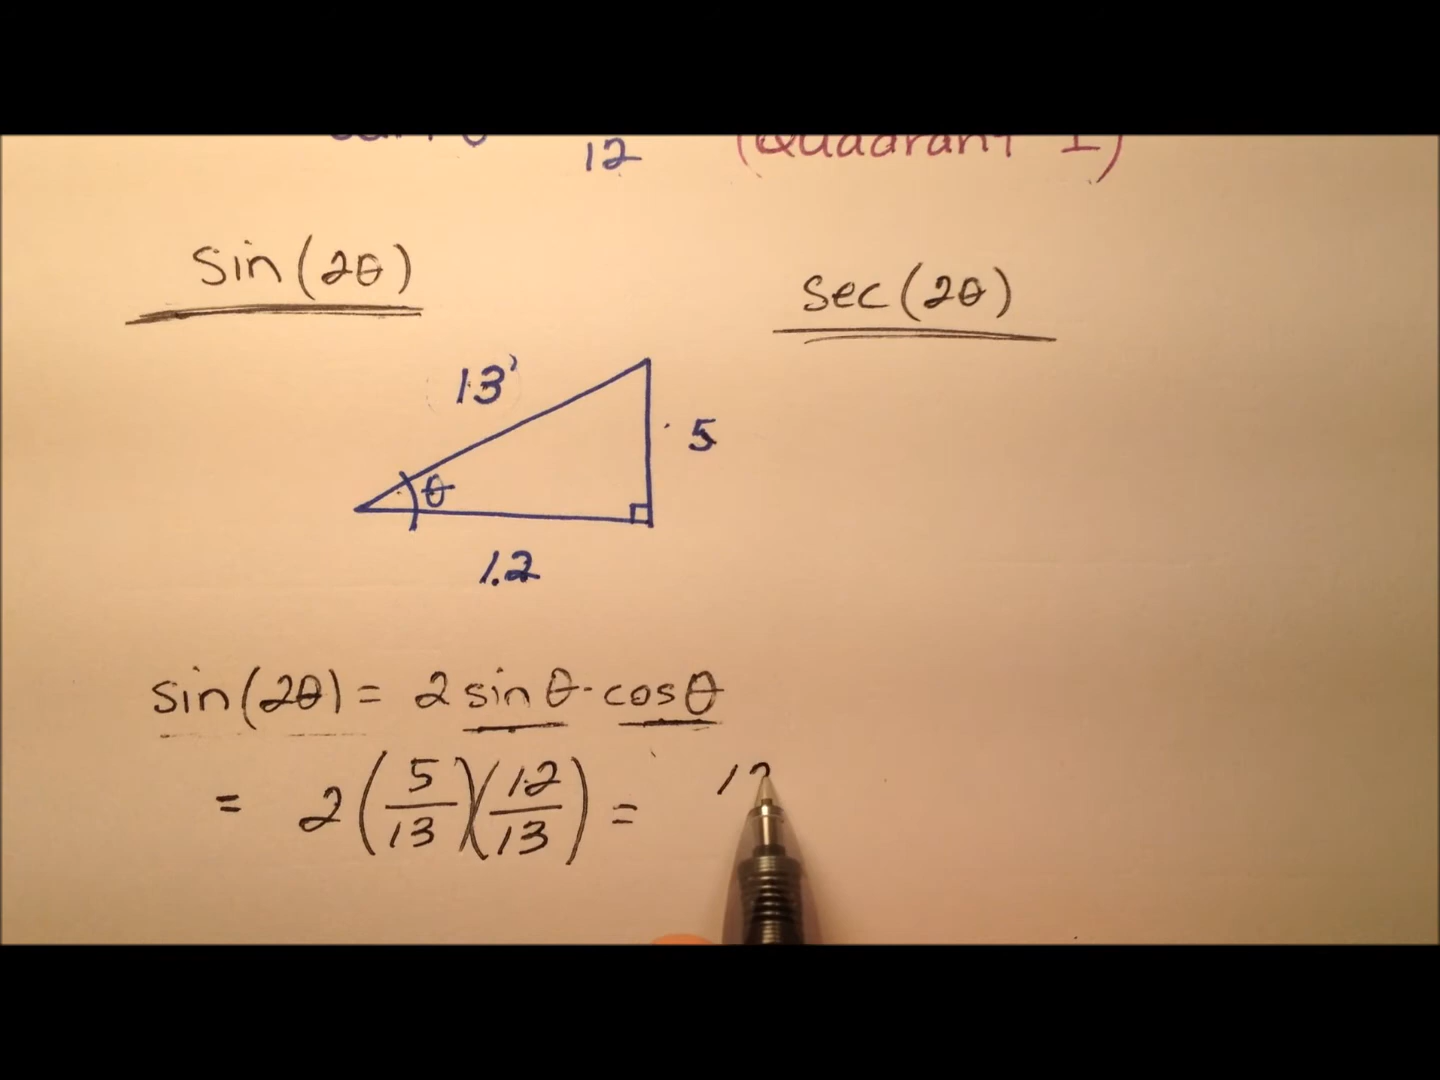 12 (Quadrant I)
sin(2θ)
sec(2θ)
13
5
θ
12
sin(2θ) = 2 sin θ · cos θ
= 2 (5/13)(12/13) = 12